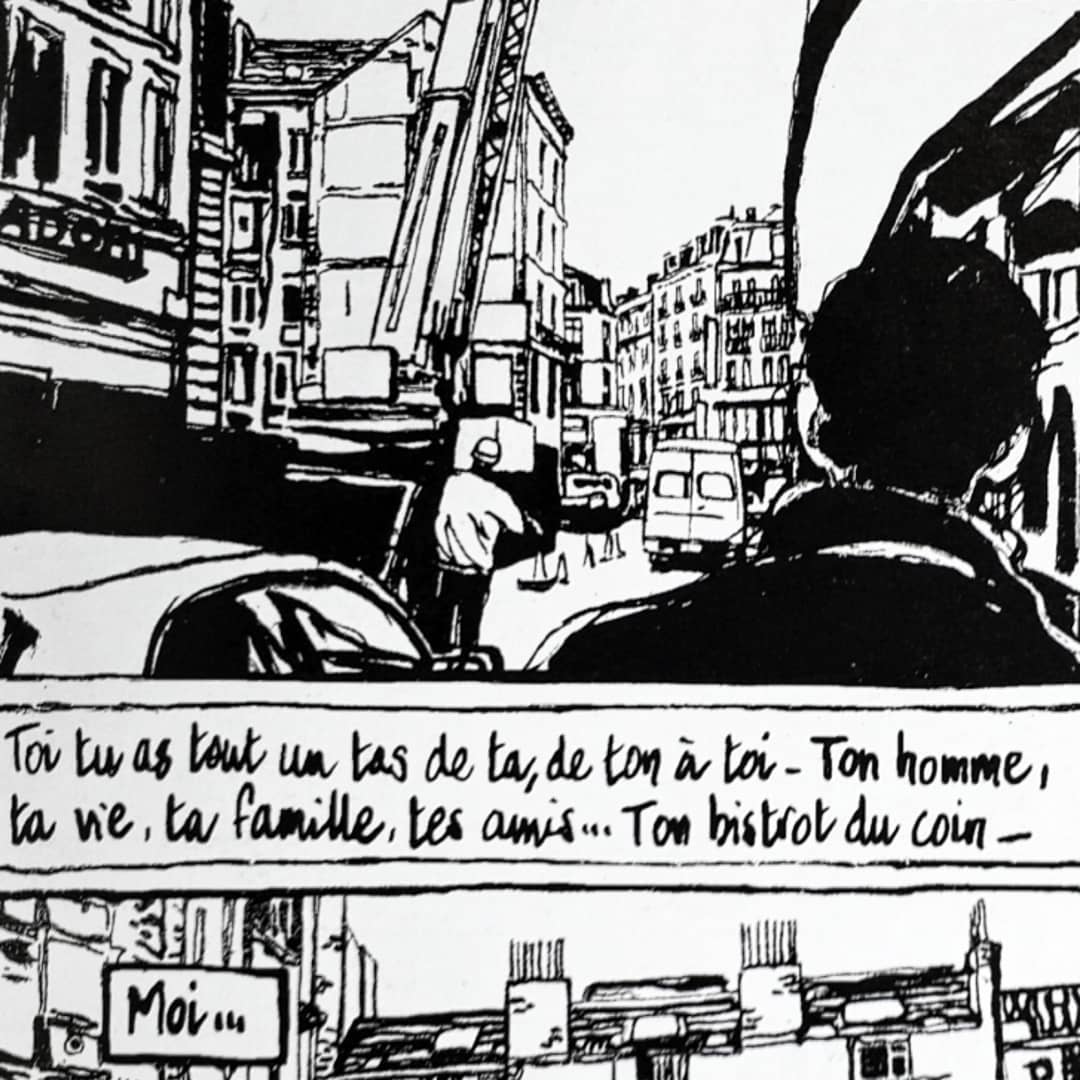 Toi tu as tout un tas de ta, de ton à toi - Ton homme,
ta vie, ta famille, tes amis... Ton bistrot du coin -
Moi...